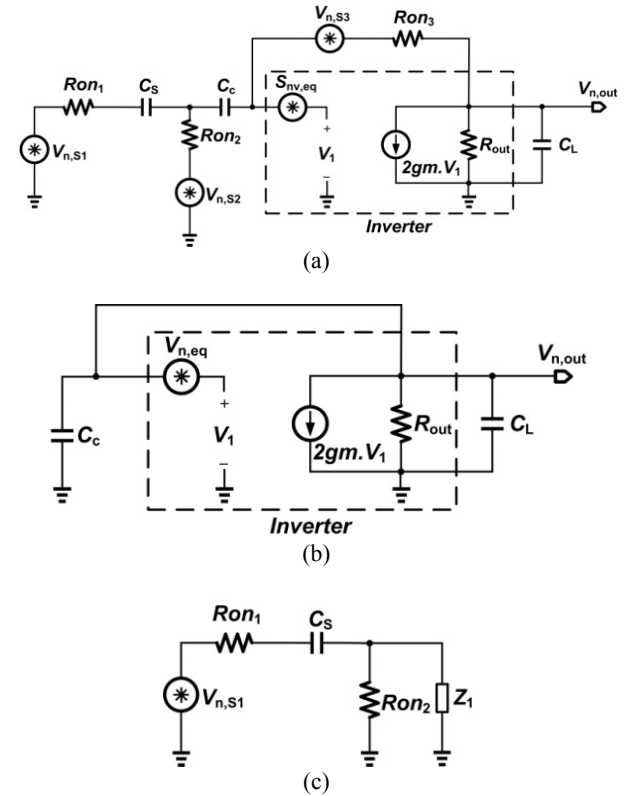 Vn,S3
Ron3
Ron1
CS
Cc
Snv,eq
Vn,out
Vn,S1
Ron2
Vn,S2
+
V1
–
2gm.V1
Rout
CL
Inverter
(a)
Vn,eq
Vn,out
Cc
+
V1
–
2gm.V1
Rout
CL
Inverter
(b)
Ron1
CS
Vn,S1
Ron2
Z1
(c)